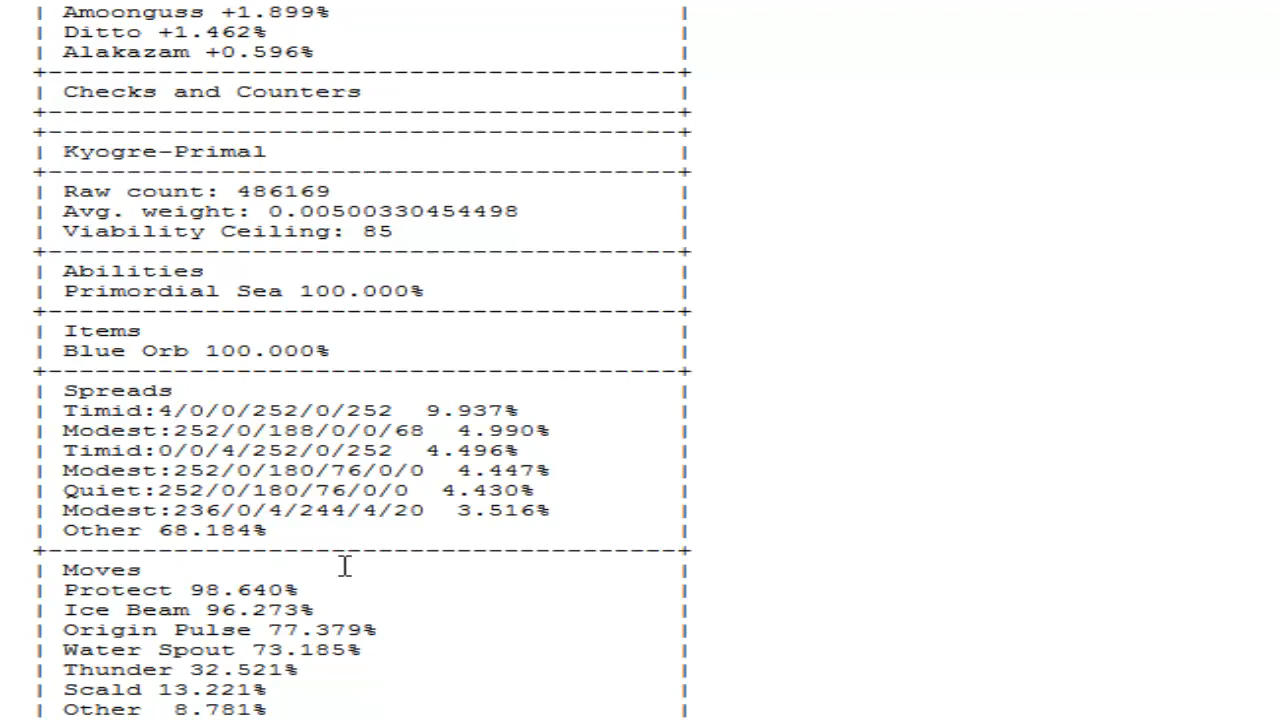 | Amoonguss +1.899% |
| Ditto +1.462% |
| Alakazam +0.596% |
+----------------------------------------+
| Checks and Counters |
+----------------------------------------+
+----------------------------------------+
| Kyogre-Primal |
+----------------------------------------+
| Raw count: 486169 |
| Avg. weight: 0.00500330454498 |
| Viability Ceiling: 85 |
+----------------------------------------+
| Abilities |
| Primordial Sea 100.000% |
+----------------------------------------+
| Items |
| Blue Orb 100.000% |
+----------------------------------------+
| Spreads |
| Timid:4/0/0/252/0/252 9.937% |
| Modest:252/0/188/0/0/68 4.990% |
| Timid:0/0/4/252/0/252 4.496% |
| Modest:252/0/180/76/0/0 4.447% |
| Quiet:252/0/180/76/0/0 4.430% |
| Modest:236/0/4/244/4/20 3.516% |
| Other 68.184% |
+----------------------------------------+
| Moves |
| Protect 98.640% |
| Ice Beam 96.273% |
| Origin Pulse 77.379% |
| Water Spout 73.185% |
| Thunder 32.521% |
| Scald 13.221% |
| Other 8.781% |